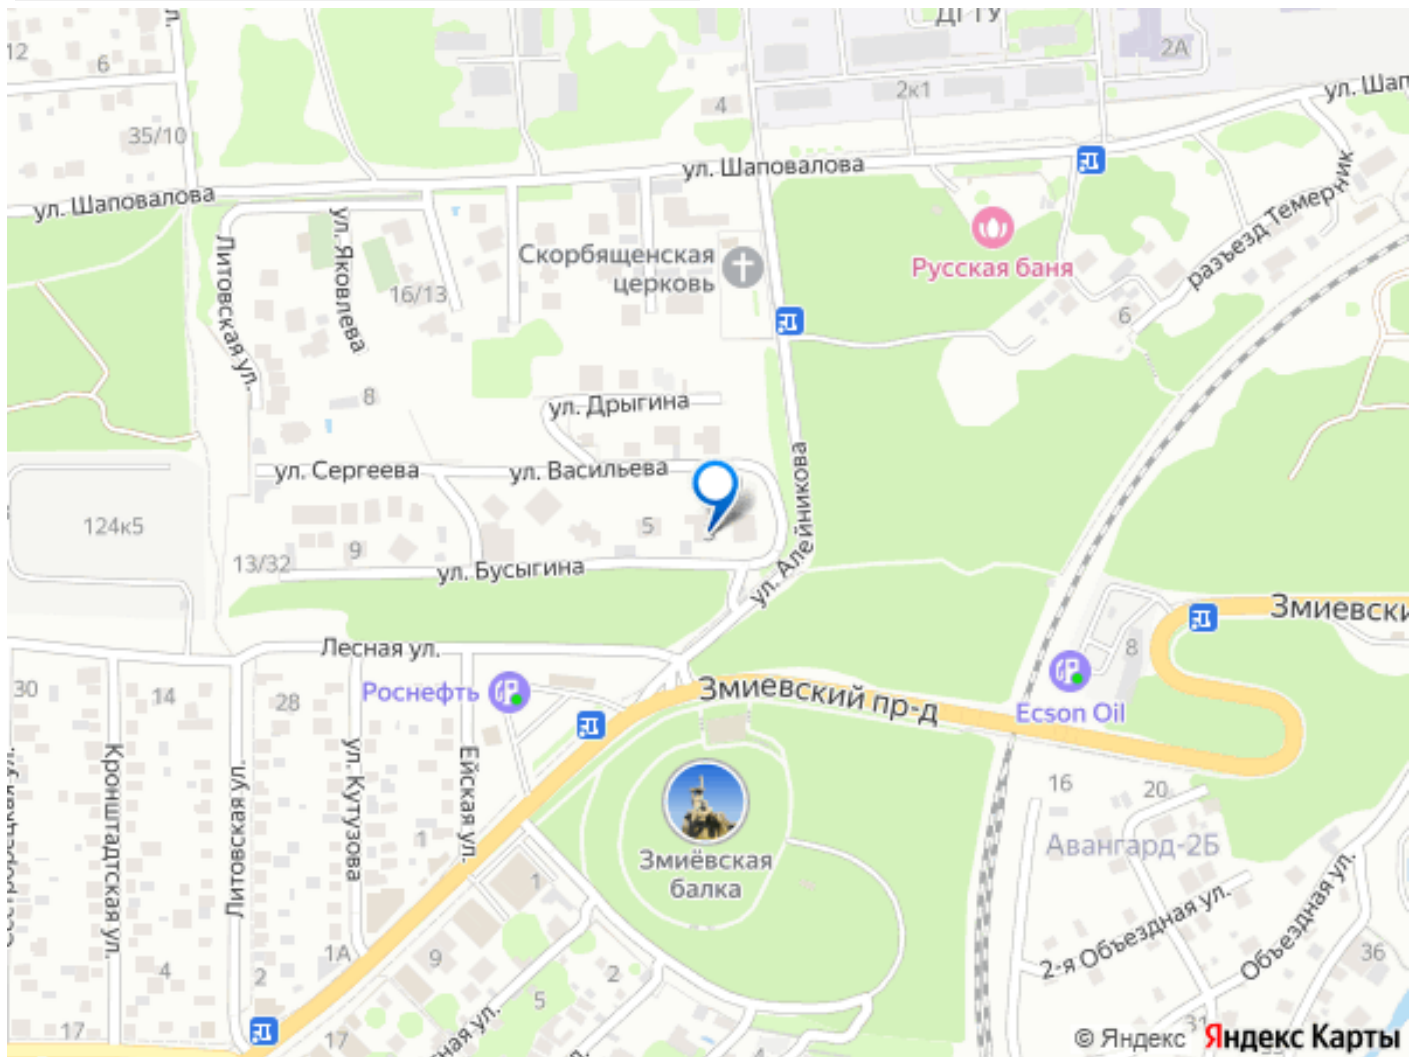 ДГТУ
12
6
2А
2к1
ул. Шап
4
35/10
ул. Шаповалова
ул. Шаповалова
разъезд Темерник
ул. Яковлева
Литовская ул.
Скорбященская
церковь
Русская баня
16/13
6
8
ул. Дрыгина
ул. Сергеева
ул. Васильева
ул. Алейникова
124к5
5
9
13/32
ул. Бусыгина
Змиевски
Лесная ул.
8
30
14
28
Роснефть
Змиевский пр-д
Ecson Oil
Кронштадтская ул.
Литовская ул.
ул. Кутузова
Ейская ул.
16
20
1
Авангард-2Б
Змиёвская
балка
1
2-я Объездная ул.
Объездная ул.
1А
9
36
4
2
2
5
17
17
31
© Яндекс Яндекс Карты